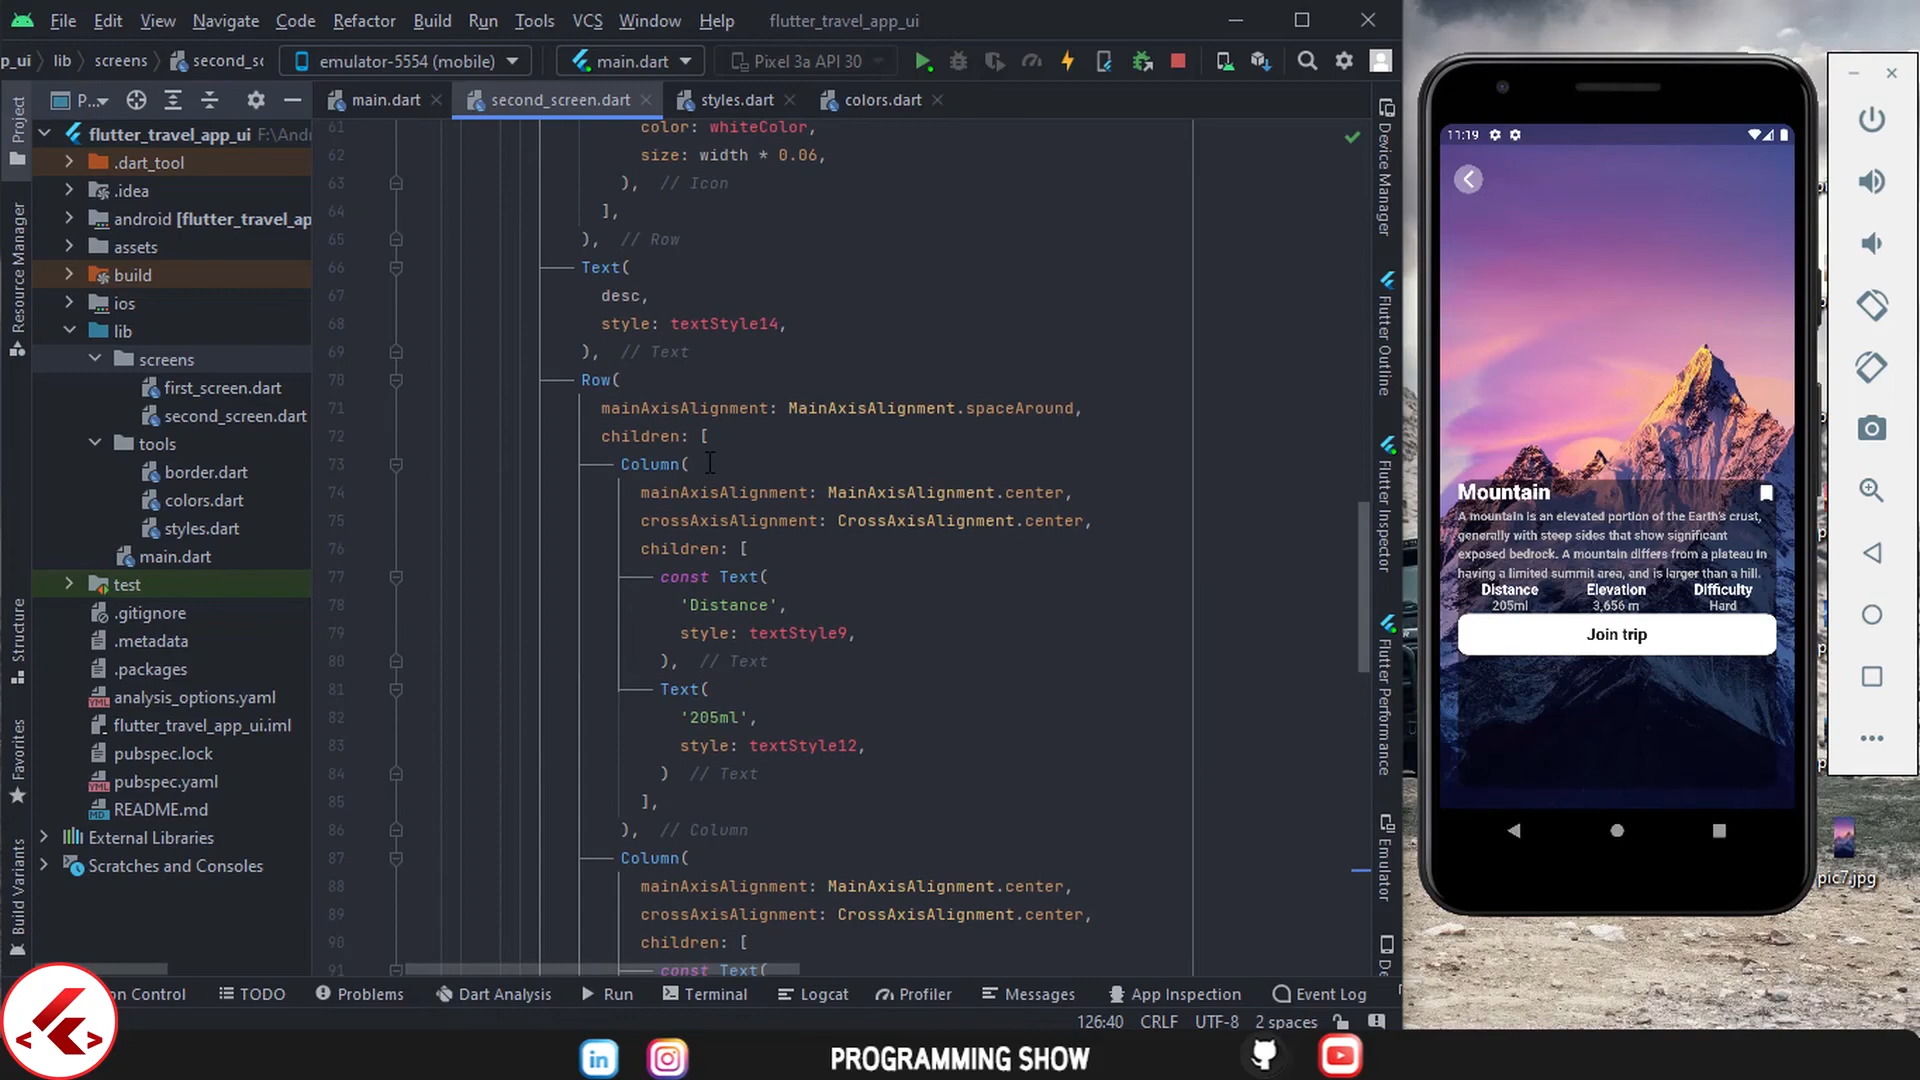 File Edit View Navigate Code Refactor Build Run Tools VCS Window Help flutter_travel_app_ui
p_ui lib screens second_sc emulator-5554 (mobile) main.dart Pixel 3a API 30
P... main.dart second_screen.dart styles.dart colors.dart
Project
Resource Manager
Structure
Favorites
Build Variants
flutter_travel_app_ui F:\Andr
.dart_tool
.idea
android [flutter_travel_ap
assets
build
ios
lib
screens
first_screen.dart
second_screen.dart
tools
border.dart
colors.dart
styles.dart
main.dart
test
.gitignore
.metadata
.packages
analysis_options.yaml
flutter_travel_app_ui.iml
pubspec.lock
pubspec.yaml
README.md
External Libraries
Scratches and Consoles
61 color: whiteColor,
62 size: width * 0.06,
63 ), // Icon
64 ],
65 ), // Row
66 Text(
67 desc,
68 style: textStyle14,
69 ), // Text
70 Row(
71 mainAxisAlignment: MainAxisAlignment.spaceAround,
72 children: [
73 Column(
74 mainAxisAlignment: MainAxisAlignment.center,
75 crossAxisAlignment: CrossAxisAlignment.center,
76 children: [
77 const Text(
78 'Distance',
79 style: textStyle9,
80 ), // Text
81 Text(
82 '205ml',
83 style: textStyle12,
84 ) // Text
85 ],
86 ), // Column
87 Column(
88 mainAxisAlignment: MainAxisAlignment.center,
89 crossAxisAlignment: CrossAxisAlignment.center,
90 children: [
91 const Text(
Device Manager
Flutter Outline
Flutter Inspector
Flutter Performance
Emulator
11:19
Mountain
A mountain is an elevated portion of the Earth's crust,
generally with steep sides that show significant
exposed bedrock. A mountain differs from a plateau in
having a limited summit area, and is larger than a hill.
Distance Elevation Difficulty
205ml 3,656 m Hard
Join trip
pic7.jpg
on Control TODO Problems Dart Analysis Run Terminal Logcat Profiler Messages App Inspection Event Log
126:40 CRLF UTF-8 2 spaces
PROGRAMMING SHOW